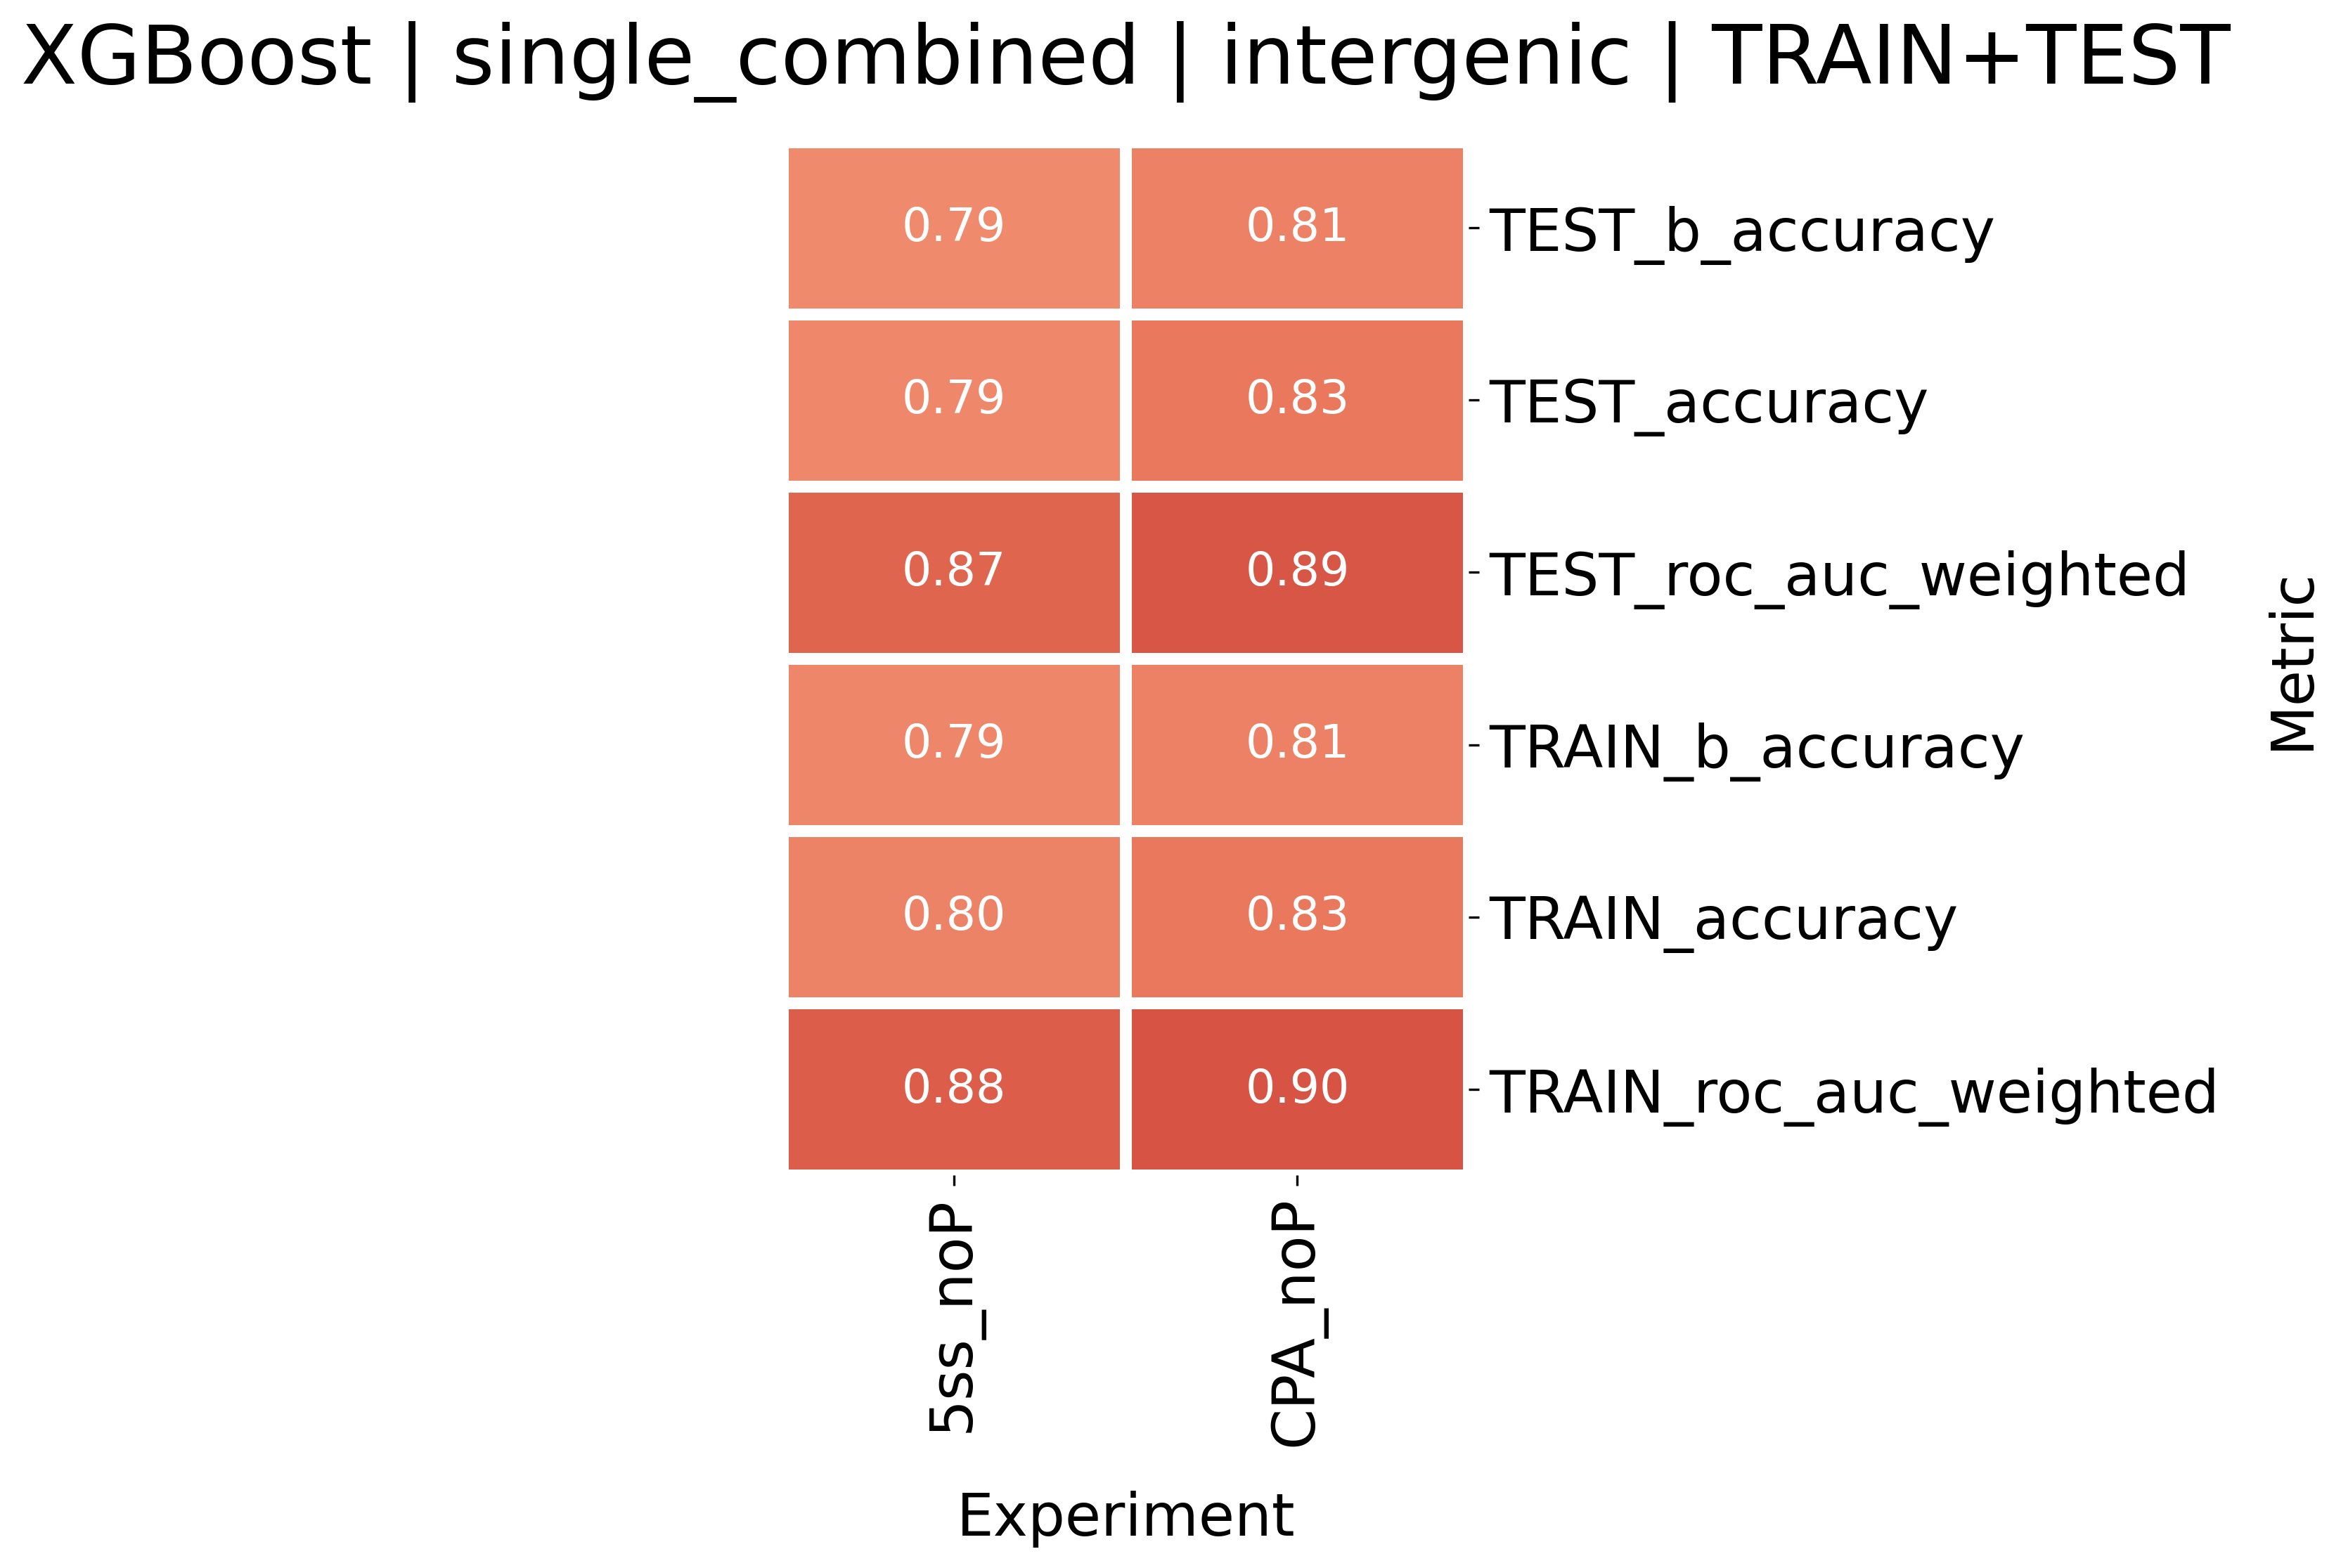 XGBoost | single_combined | intergenic | TRAIN+TEST
0.79 0.81 TEST_b_accuracy
0.79 0.83 TEST_accuracy
0.87 0.89 TEST_roc_auc_weighted
0.79 0.81 TRAIN_b_accuracy
0.80 0.83 TRAIN_accuracy
0.88 0.90 TRAIN_roc_auc_weighted
Metric
5ss_noP
CPA_noP
Experiment